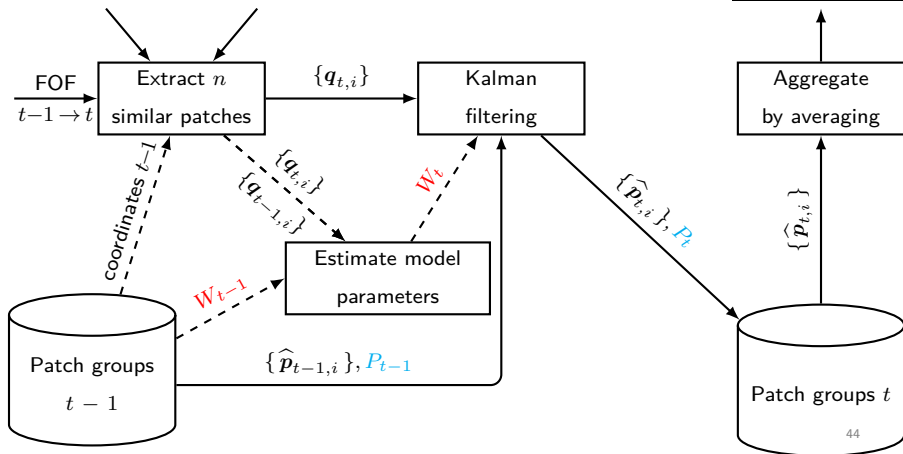 FOF
t−1 → t
Extract n
similar patches
{q_{t,i}}
Kalman
filtering
Aggregate
by averaging
coordinates t−1
{q_{t,i}}
{q_{t−1,i}}
W_t
{p̂_{t,i}}, P_t
{p̂_{t,i}}
Estimate model
parameters
W_{t−1}
Patch groups
t − 1
{p̂_{t−1,i}}, P_{t−1}
Patch groups t
44